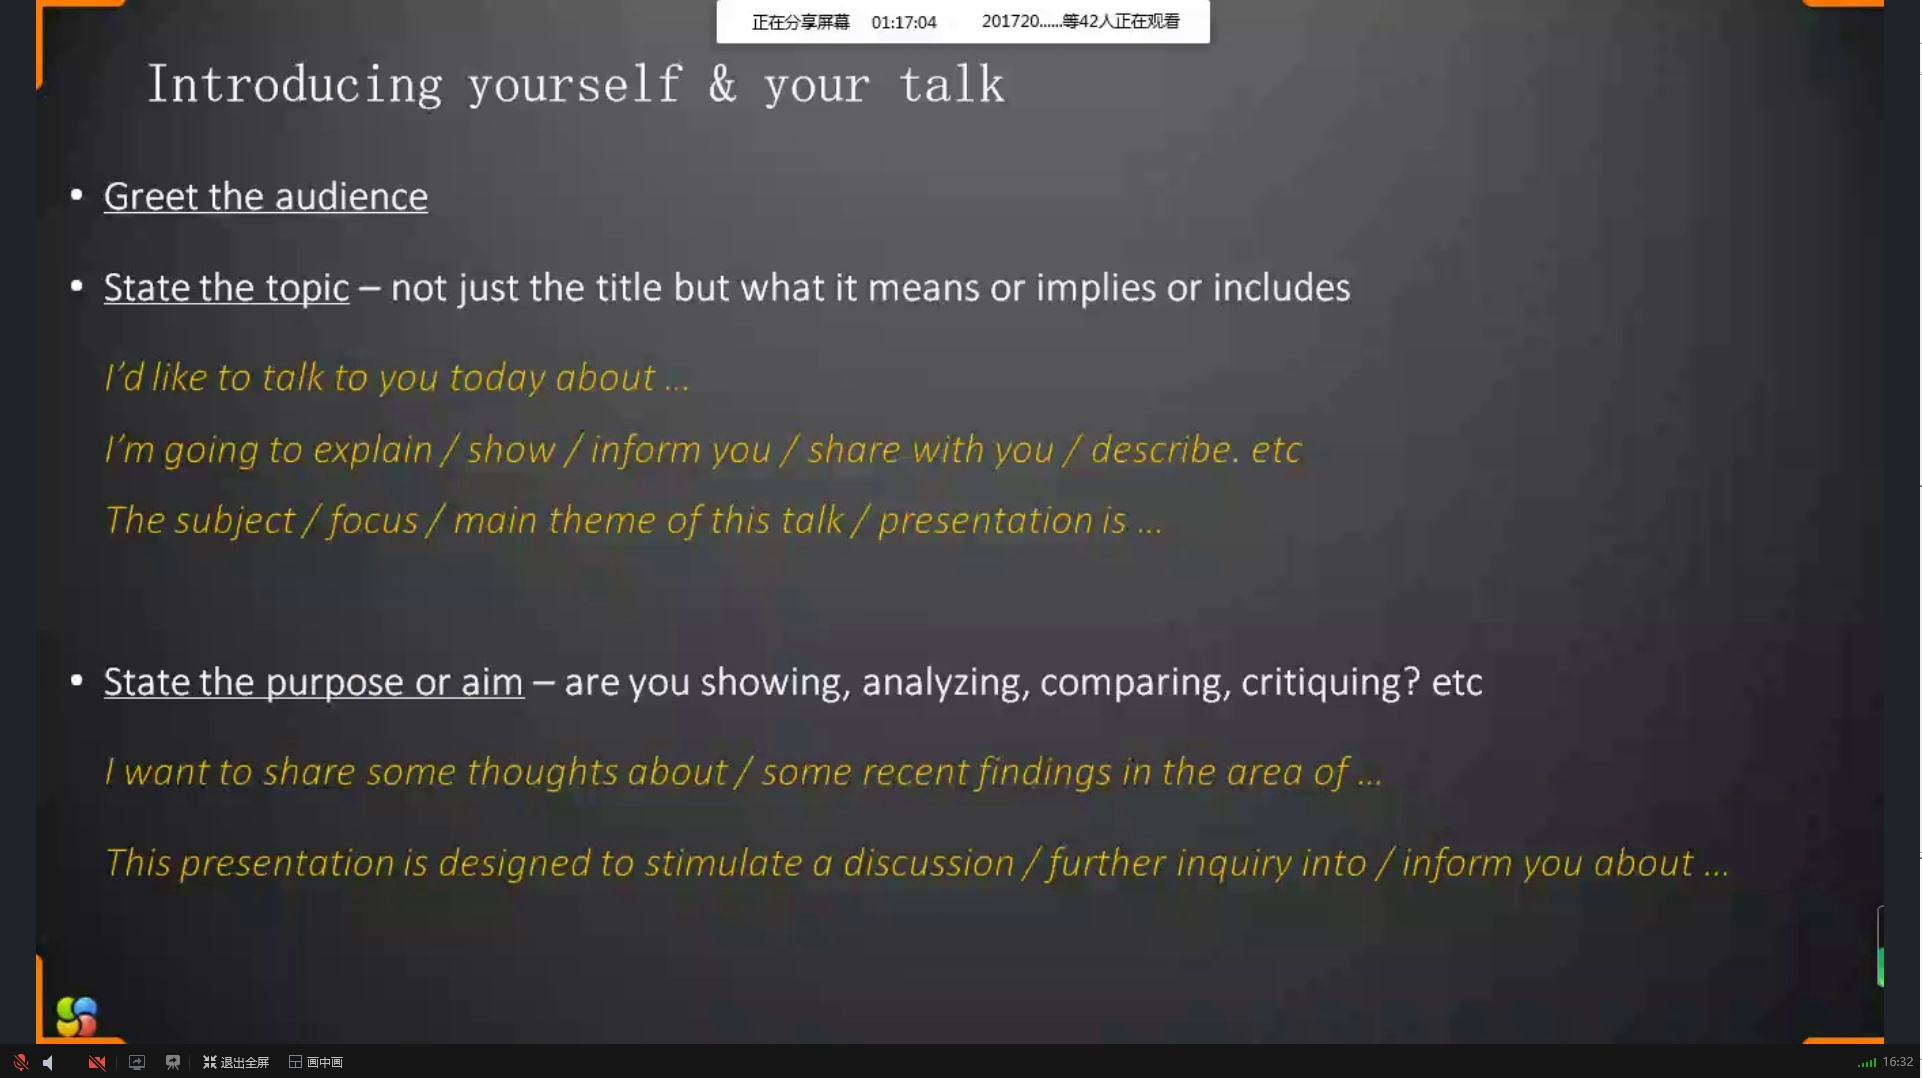 正在分享屏幕 01:17:04 201720......等42人正在观看
Introducing yourself & your talk
• Greet the audience
• State the topic – not just the title but what it means or implies or includes
I’d like to talk to you today about ...
I’m going to explain / show / inform you / share with you / describe. etc
The subject / focus / main theme of this talk / presentation is ...
• State the purpose or aim – are you showing, analyzing, comparing, critiquing? etc
I want to share some thoughts about / some recent findings in the area of ...
This presentation is designed to stimulate a discussion / further inquiry into / inform you about ...
退出全屏 画中画 16:32